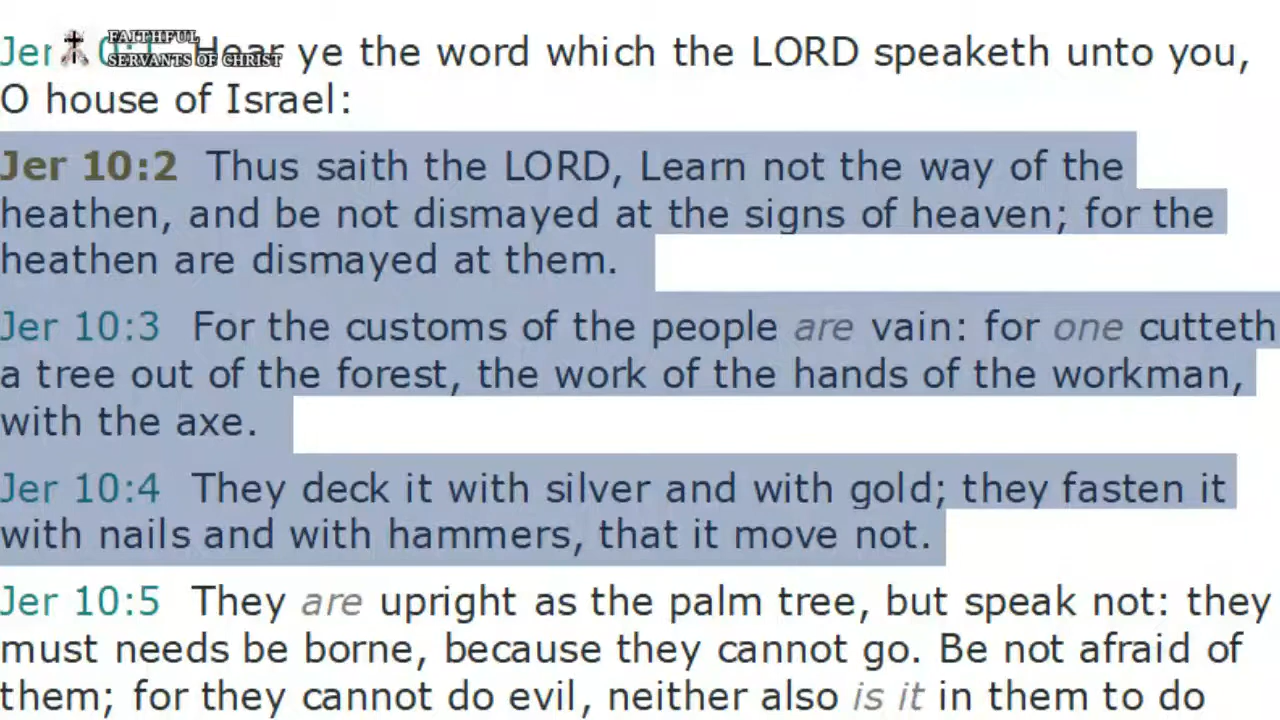 FAITHFUL
SERVANTS OF CHRIST
Jer 10:1 Hear ye the word which the LORD speaketh unto you,
O house of Israel:
Jer 10:2 Thus saith the LORD, Learn not the way of the
heathen, and be not dismayed at the signs of heaven; for the
heathen are dismayed at them.
Jer 10:3 For the customs of the people are vain: for one cutteth
a tree out of the forest, the work of the hands of the workman,
with the axe.
Jer 10:4 They deck it with silver and with gold; they fasten it
with nails and with hammers, that it move not.
Jer 10:5 They are upright as the palm tree, but speak not: they
must needs be borne, because they cannot go. Be not afraid of
them; for they cannot do evil, neither also is it in them to do